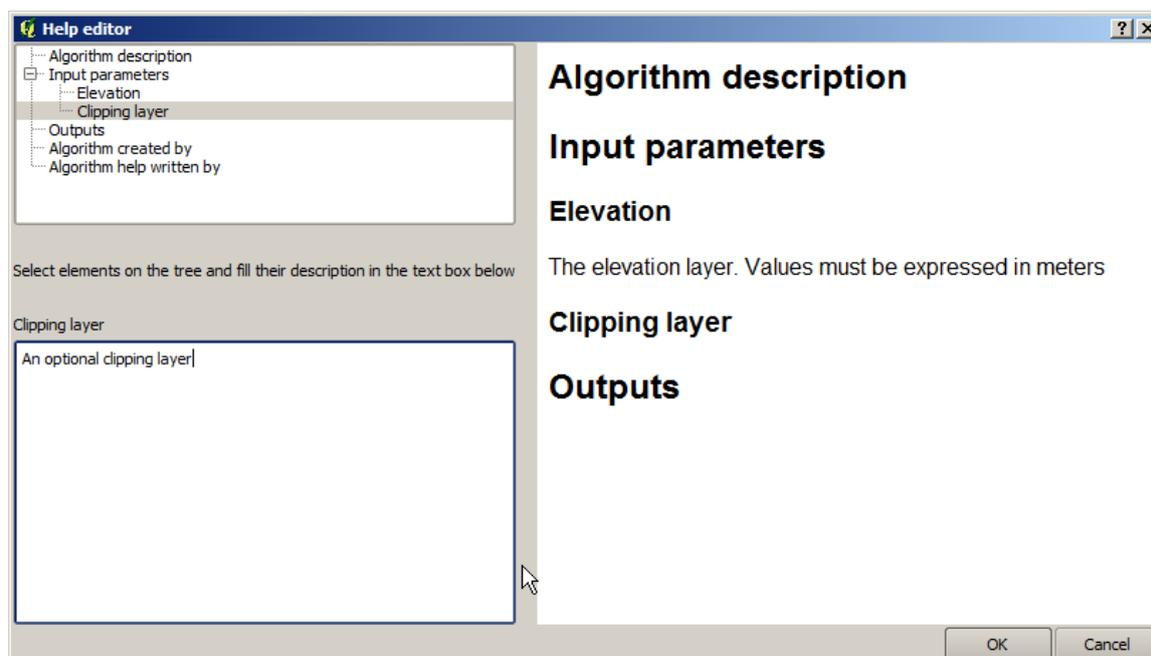 Help editor
Algorithm description
Input parameters
Elevation
Clipping layer
Outputs
Algorithm created by
Algorithm help written by
Select elements on the tree and fill their description in the text box below
Clipping layer
An optional clipping layer
Algorithm description
Input parameters
Elevation
The elevation layer. Values must be expressed in meters
Clipping layer
Outputs
OK
Cancel